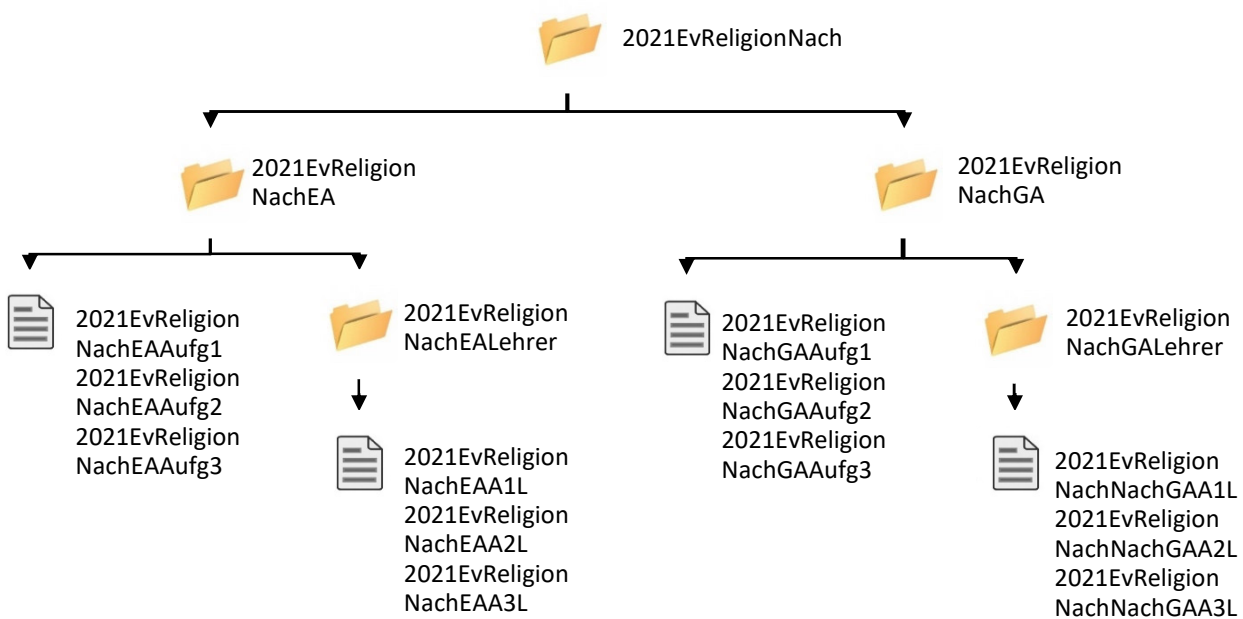 2021EvReligionNach
2021EvReligion
NachEA
2021EvReligion
NachGA
2021EvReligion
NachEAAufg1
2021EvReligion
NachEAAufg2
2021EvReligion
NachEAAufg3
2021EvReligion
NachEALehrer
2021EvReligion
NachEAA1L
2021EvReligion
NachEAA2L
2021EvReligion
NachEAA3L
2021EvReligion
NachGAAufg1
2021EvReligion
NachGAAufg2
2021EvReligion
NachGAAufg3
2021EvReligion
NachGALehrer
2021EvReligion
NachNachGAA1L
2021EvReligion
NachNachGAA2L
2021EvReligion
NachNachGAA3L